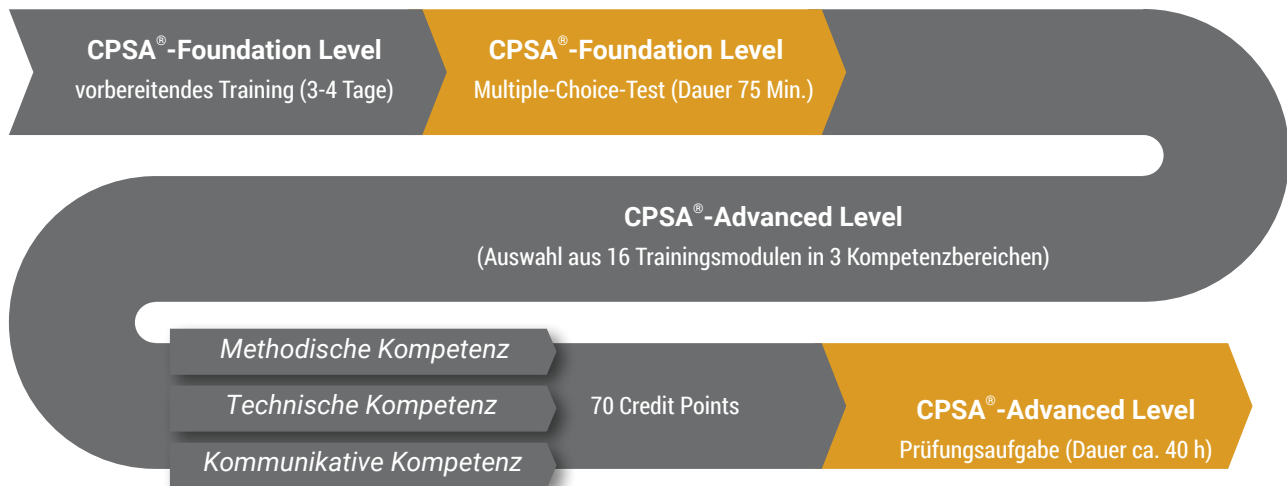 CPSA®-Foundation Level
vorbereitendes Training (3-4 Tage)
CPSA®-Foundation Level
Multiple-Choice-Test (Dauer 75 Min.)
CPSA®-Advanced Level
(Auswahl aus 16 Trainingsmodulen in 3 Kompetenzbereichen)
Methodische Kompetenz
Technische Kompetenz
Kommunikative Kompetenz
70 Credit Points
CPSA®-Advanced Level
Prüfungsaufgabe (Dauer ca. 40 h)